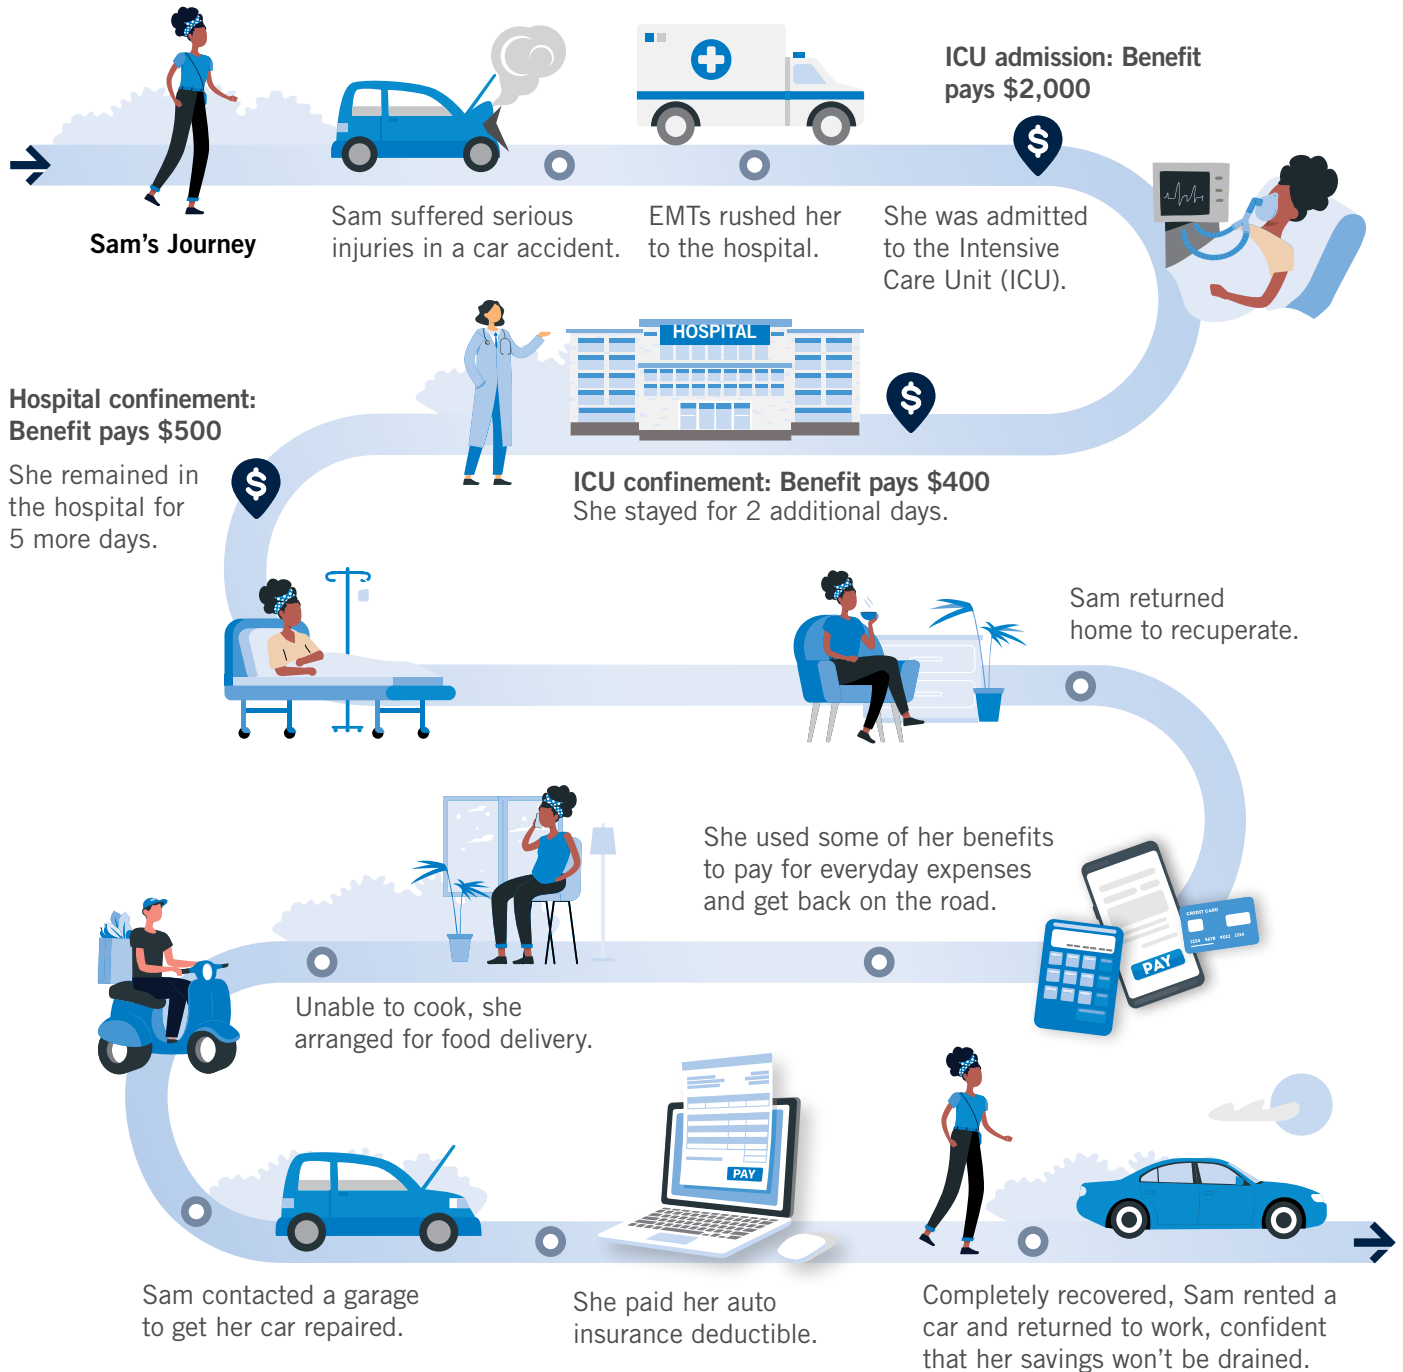 ICU admission: Benefit
pays $2,000
Sam's Journey
Sam suffered serious
injuries in a car accident.
EMTs rushed her
to the hospital.
She was admitted
to the Intensive
Care Unit (ICU).
HOSPITAL
ICU confinement: Benefit pays $400
She stayed for 2 additional days.
Hospital confinement:
Benefit pays $500
She remained in
the hospital for
5 more days.
Sam returned
home to recuperate.
She used some of her benefits
to pay for everyday expenses
and get back on the road.
CREDIT CARD
1234 5678 9012 1314
PAY
Unable to cook, she
arranged for food delivery.
Sam contacted a garage
to get her car repaired.
PAY
She paid her auto
insurance deductible.
Completely recovered, Sam rented a
car and returned to work, confident
that her savings won't be drained.